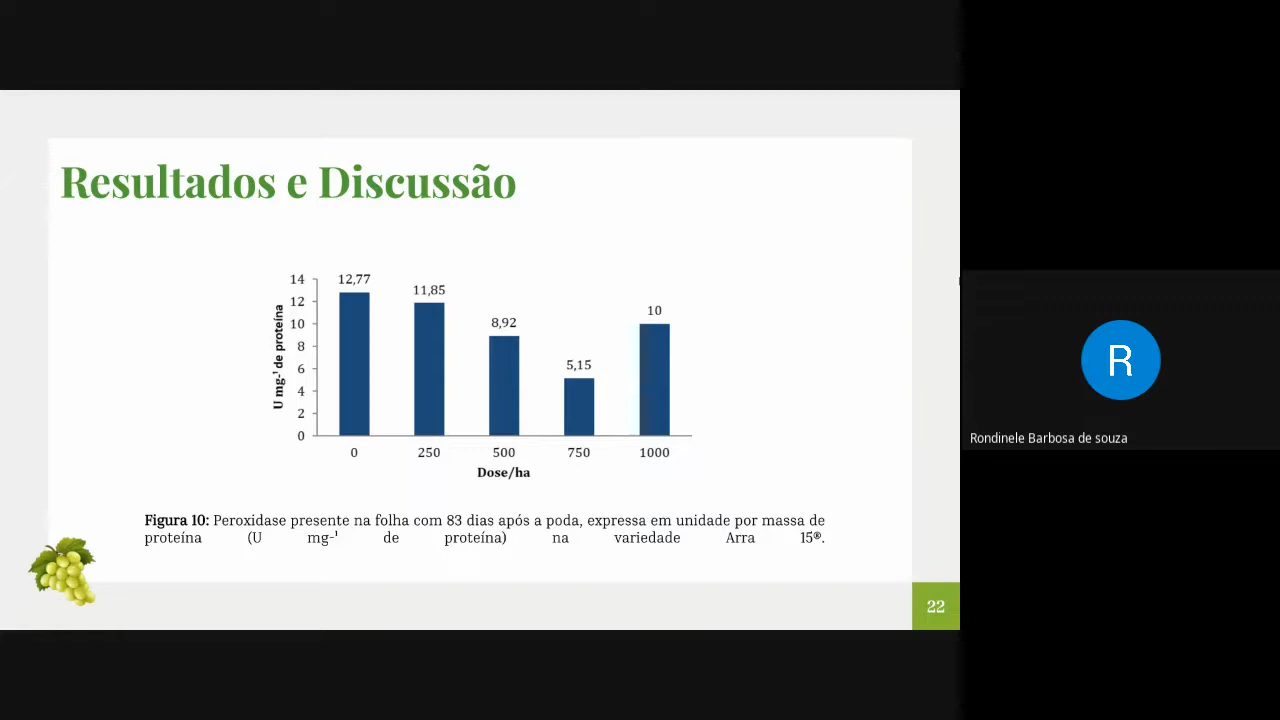 Resultados e Discussão
12,77
11,85
8,92
5,15
10
14
12
10
8
6
4
2
0
U mg-¹ de proteína
0 250 500 750 1000
Dose/ha
Figura 10: Peroxidase presente na folha com 83 dias após a poda, expressa em unidade por massa de
proteína (U mg-¹ de proteína) na variedade Arra 15®.
22
R
Rondinele Barbosa de souza